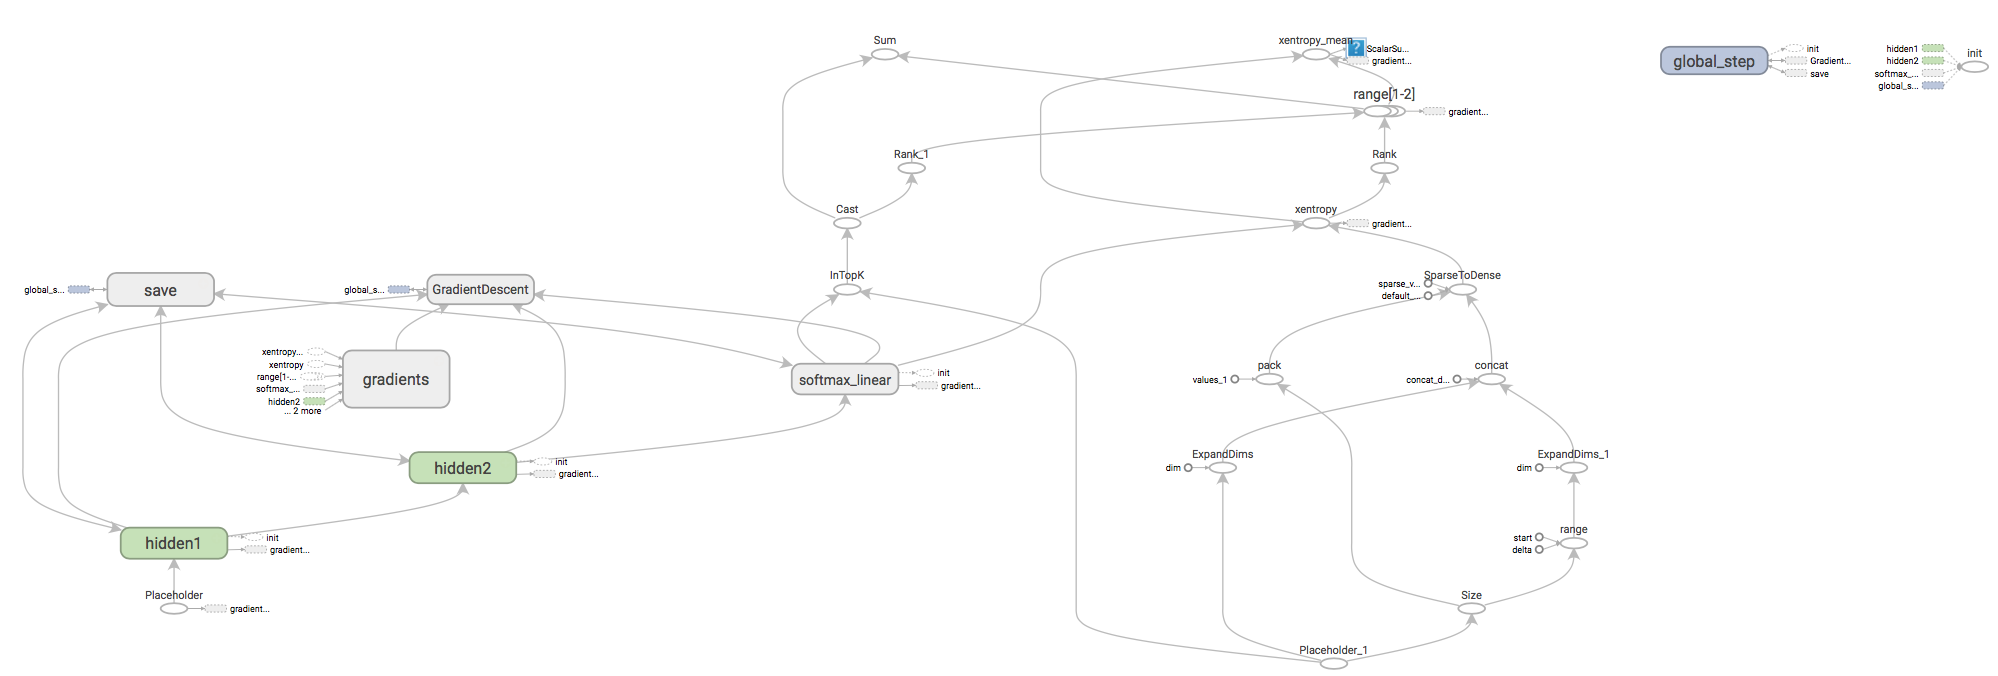 Sum
xentropy_mean
?
ScalarSu...
gradient...
range[1-2]
gradient...
Rank_1
Rank
Cast
xentropy
gradient...
global_step
init
Gradient...
save
hidden1
hidden2
softmax_...
global_s...
init
global_s...
save
global_s...
GradientDescent
InTopK
SparseToDense
sparse_v...
default_...
xentropy...
xentropy
range[1-...
softmax_...
hidden2
... 2 more
gradients
softmax_linear
init
gradient...
values_1
pack
concat_d...
concat
hidden2
init
gradient...
dim
ExpandDims
dim
ExpandDims_1
hidden1
init
gradient...
start
delta
range
Placeholder
gradient...
Size
Placeholder_1